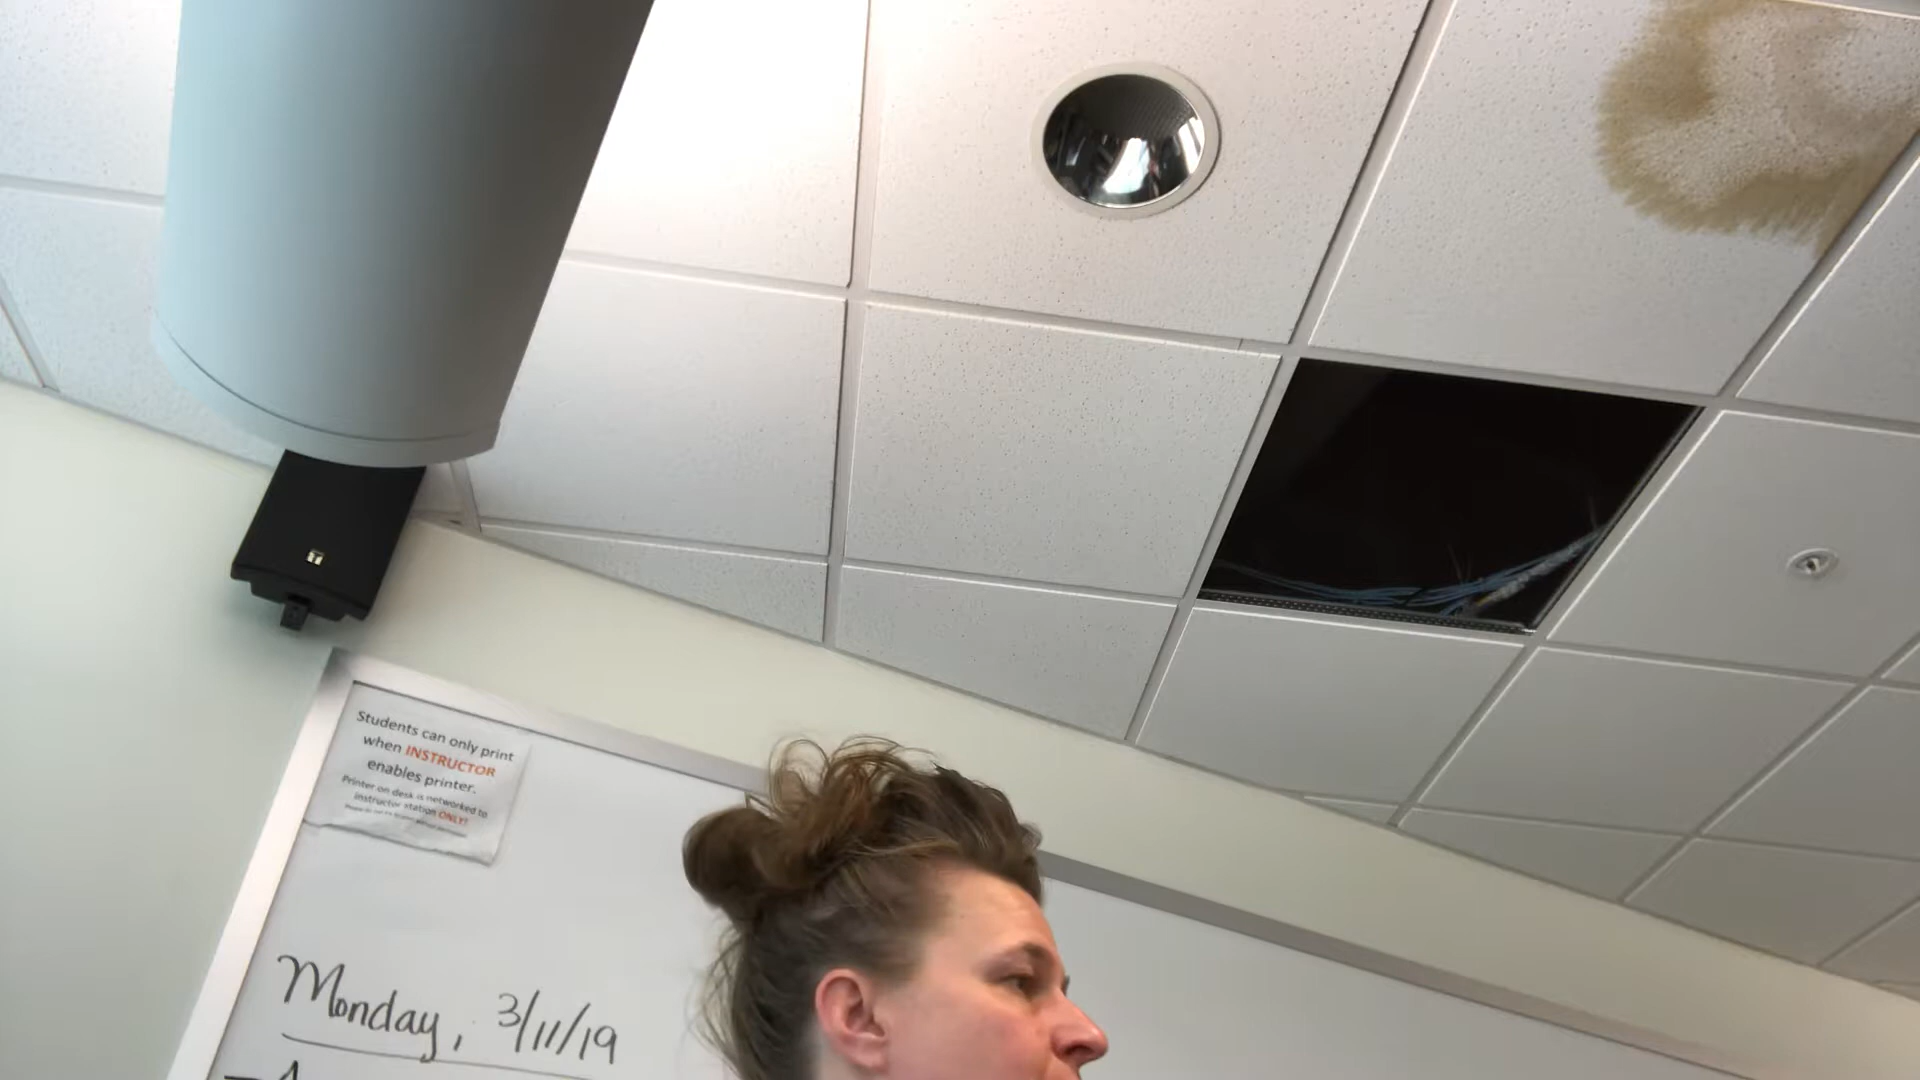 Students can only print
when INSTRUCTOR
enables printer.
Printer on desk is networked to
instructor station ONLY!
Monday, 3/11/19